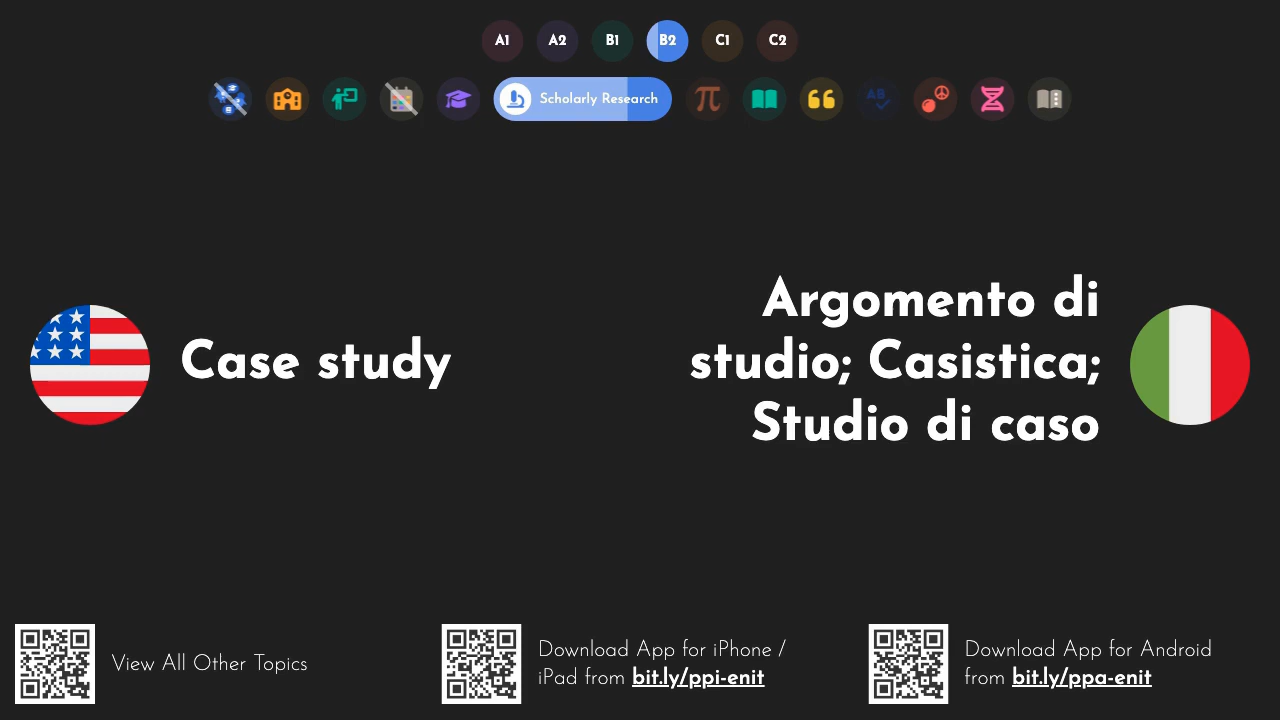 A1 A2 B1 B2 C1 C2
Scholarly Research
Case study
Argomento di
studio; Casistica;
Studio di caso
View All Other Topics
Download App for iPhone /
iPad from bit.ly/ppi-enit
Download App for Android
from bit.ly/ppa-enit